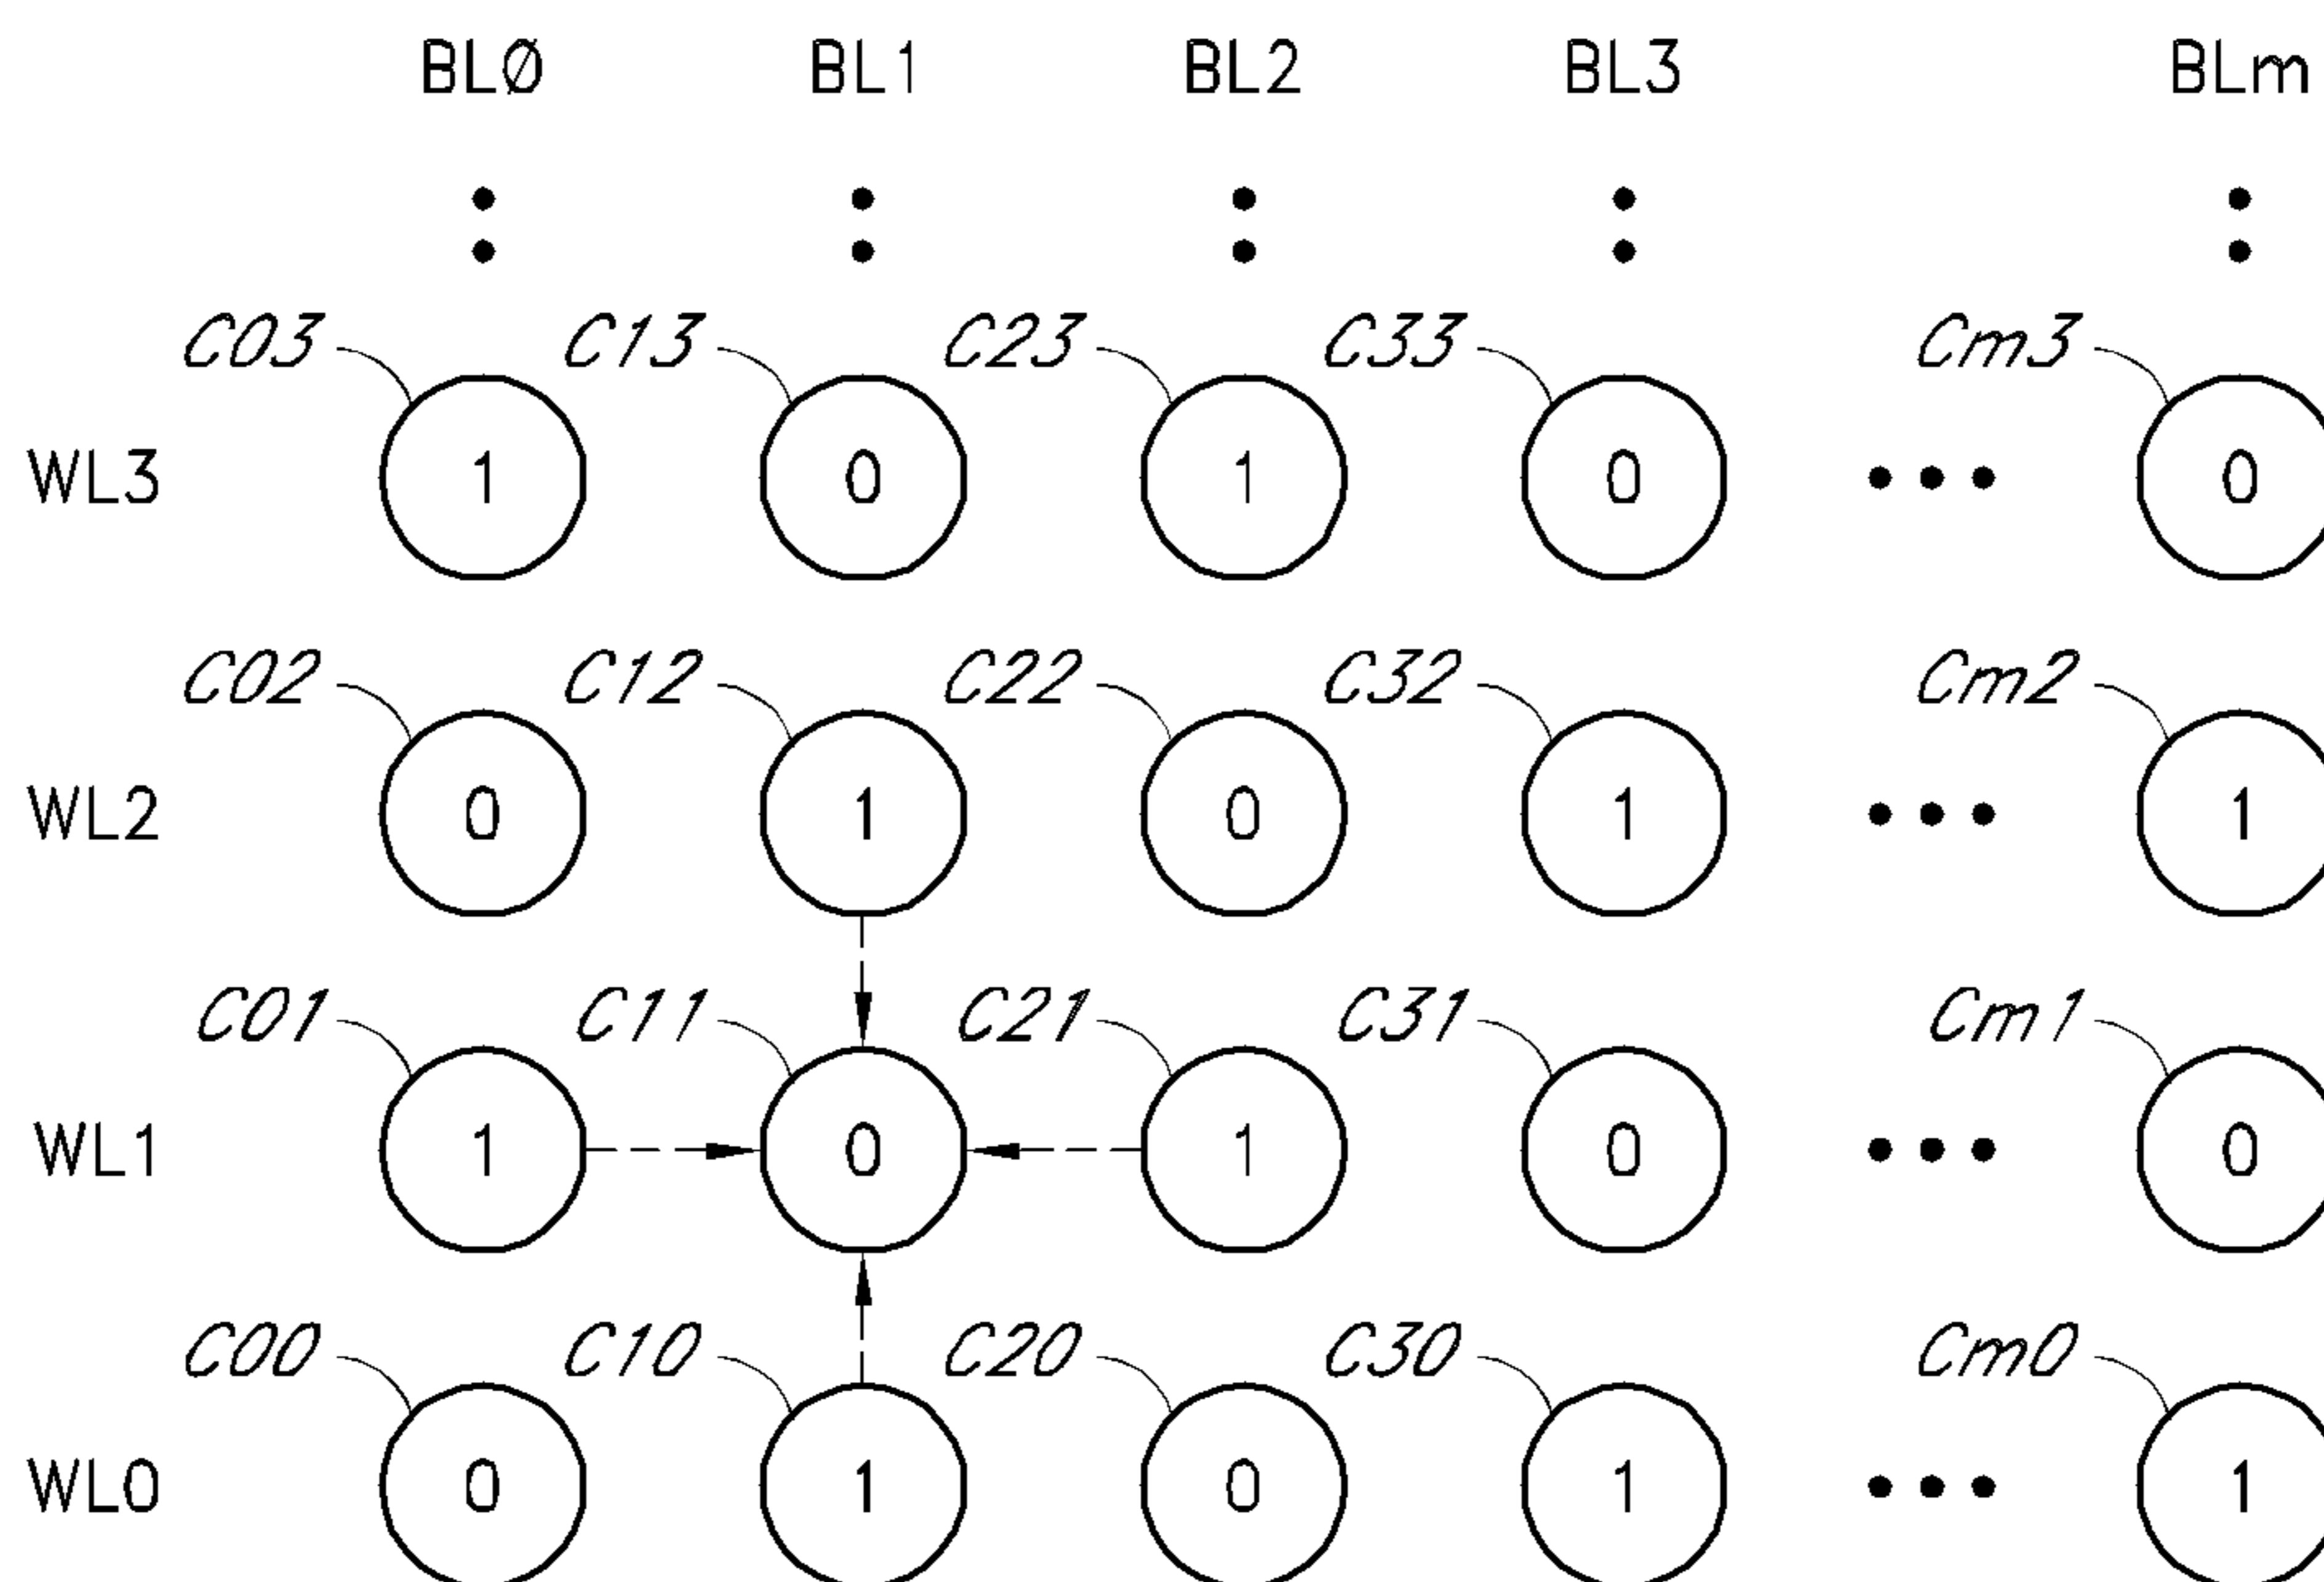 BLØ BL1 BL2 BL3 BLm
C03 C13 C23 C33 Cm3
WL3 1 0 1 0 0
C02 C12 C22 C32 Cm2
WL2 0 1 0 1 1
C01 C11 C21 C31 Cm1
WL1 1 0 1 0 0
C00 C10 C20 C30 Cm0
WL0 0 1 0 1 1